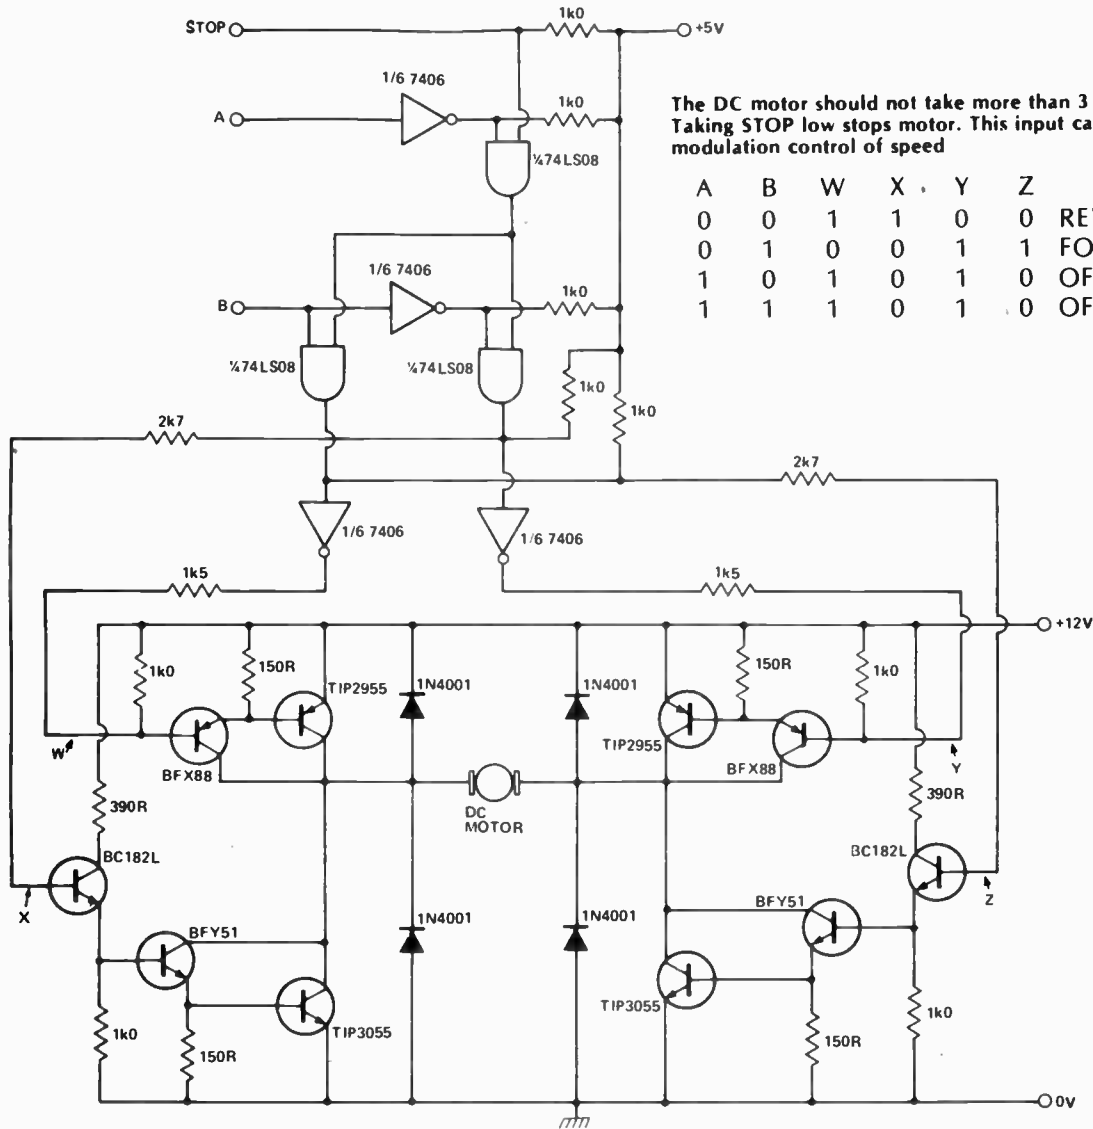 STOP
1k0
+5V
1/6 7406
A
1k0
The DC motor should not take more than 3
Taking STOP low stops motor. This input ca
modulation control of speed
¼74LS08
A B W X Y Z
0 0 1 1 0 0 RE
0 1 0 0 1 1 FO
1 0 1 0 1 0 OF
1 1 1 0 1 0 OF
1/6 7406
B
1k0
¼74LS08
¼74LS08
1k0
1k0
2k7
2k7
1/6 7406
1/6 7406
1k5
1k5
+12V
1k0
150R
TIP2955
1N4001
1N4001
150R
1k0
W
BFX88
TIP2955
BFX88
Y
DC
MOTOR
390R
390R
BC182L
BC182L
X
Z
BFY51
1N4001
1N4001
BFY51
1k0
150R
TIP3055
TIP3055
150R
1k0
0V